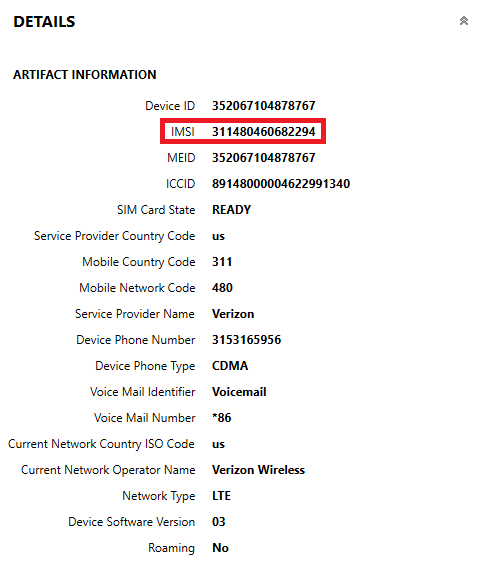 DETAILS
ARTIFACT INFORMATION
Device ID 352067104878767
IMSI 311480460682294
MEID 352067104878767
ICCID 89148000004622991340
SIM Card State READY
Service Provider Country Code us
Mobile Country Code 311
Mobile Network Code 480
Service Provider Name Verizon
Device Phone Number 3153165956
Device Phone Type CDMA
Voice Mail Identifier Voicemail
Voice Mail Number *86
Current Network Country ISO Code us
Current Network Operator Name Verizon Wireless
Network Type LTE
Device Software Version 03
Roaming No